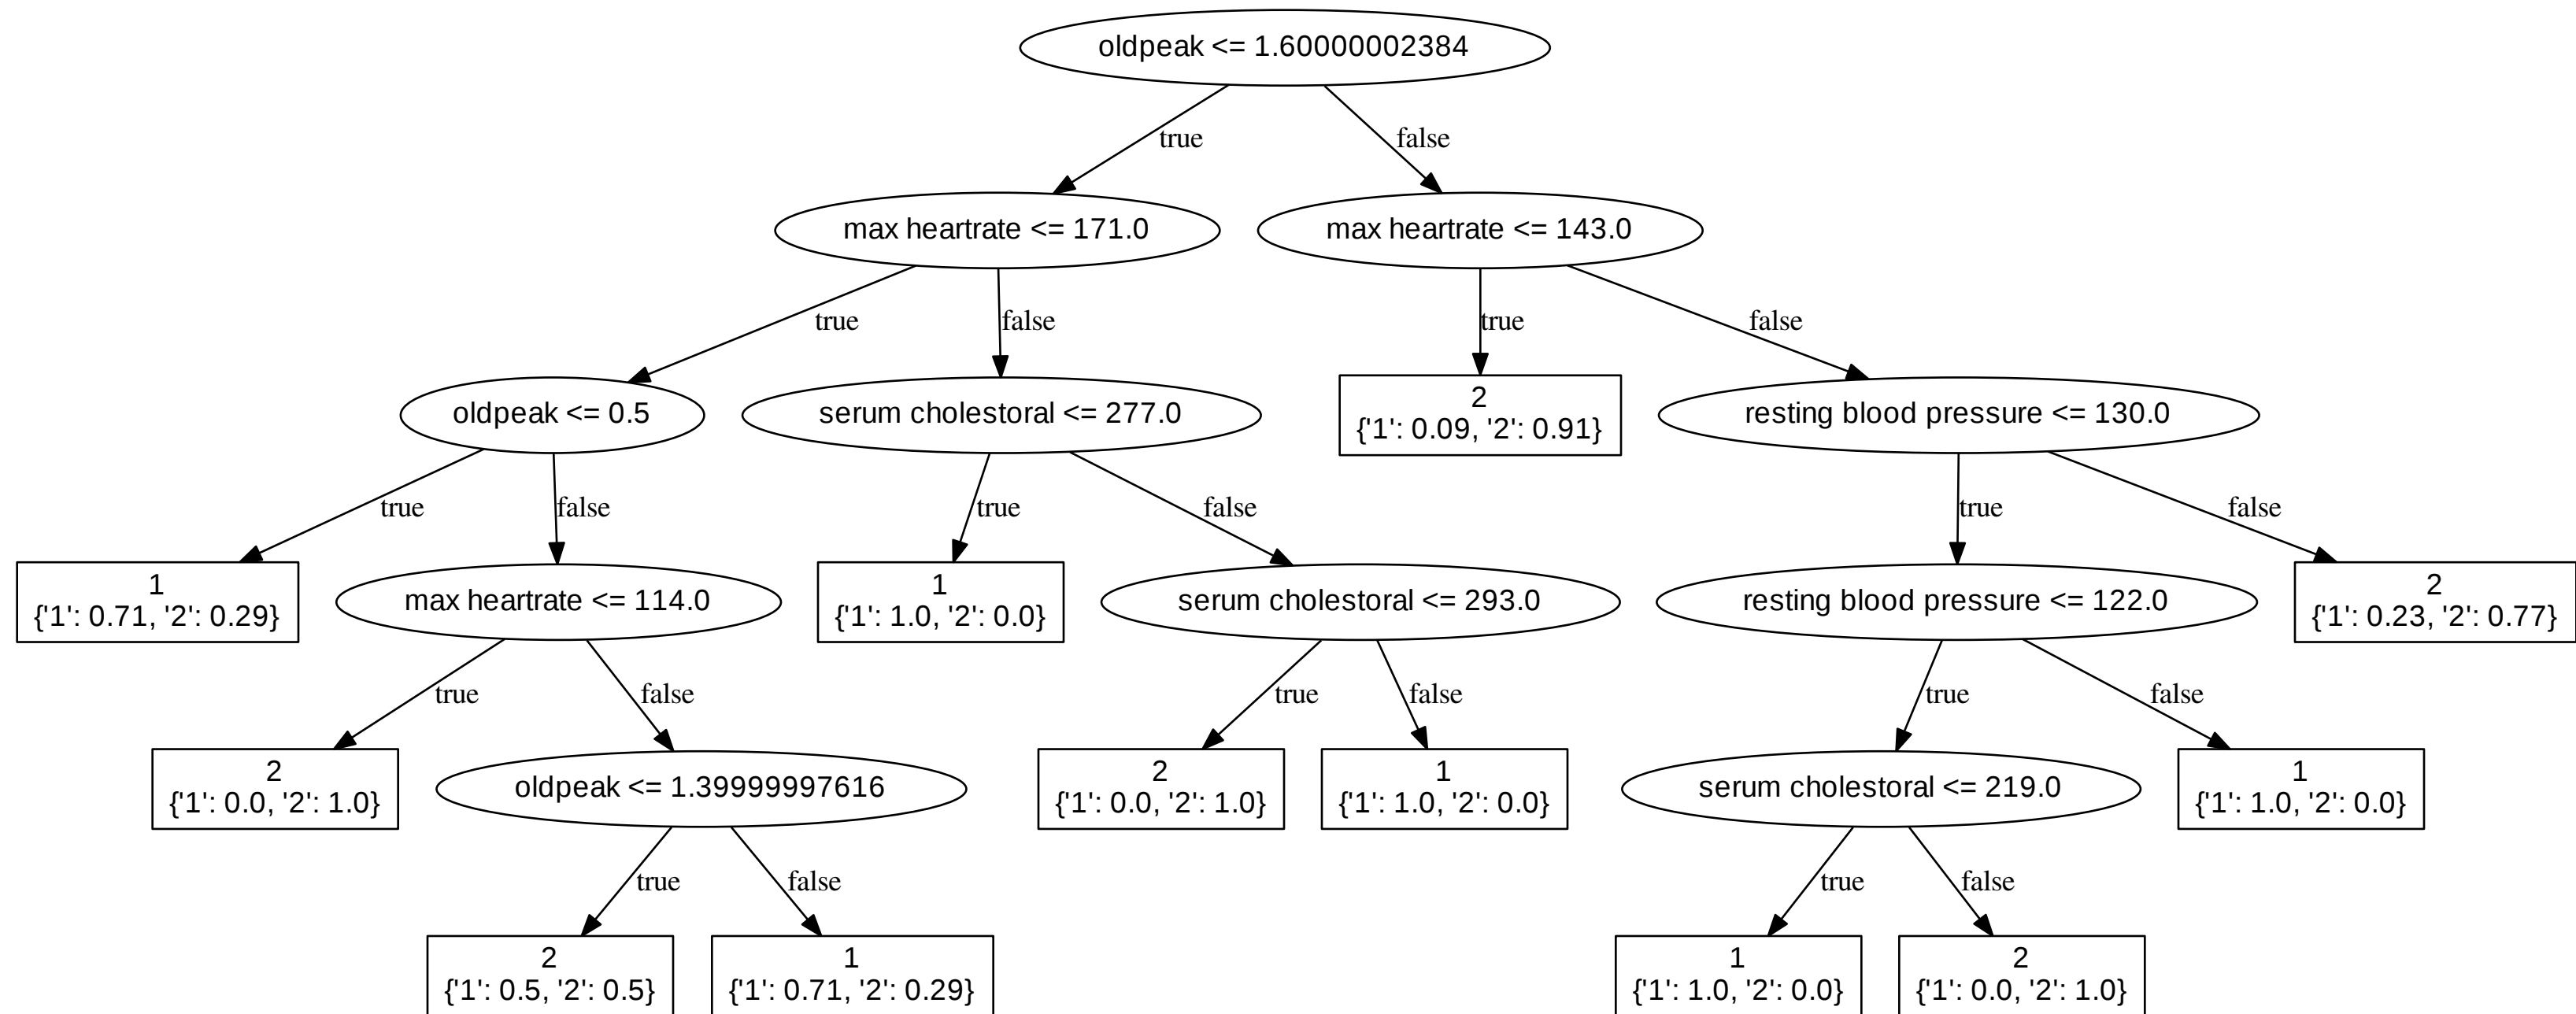 oldpeak <= 1.60000002384
true
false
max heartrate <= 171.0
max heartrate <= 143.0
true
false
true
false
oldpeak <= 0.5
serum cholestoral <= 277.0
2
{'1': 0.09, '2': 0.91}
resting blood pressure <= 130.0
true
false
true
false
true
false
1
{'1': 0.71, '2': 0.29}
max heartrate <= 114.0
1
{'1': 1.0, '2': 0.0}
serum cholestoral <= 293.0
resting blood pressure <= 122.0
2
{'1': 0.23, '2': 0.77}
true
false
true
false
true
false
2
{'1': 0.0, '2': 1.0}
oldpeak <= 1.39999997616
2
{'1': 0.0, '2': 1.0}
1
{'1': 1.0, '2': 0.0}
serum cholestoral <= 219.0
1
{'1': 1.0, '2': 0.0}
true
false
true
false
2
{'1': 0.5, '2': 0.5}
1
{'1': 0.71, '2': 0.29}
1
{'1': 1.0, '2': 0.0}
2
{'1': 0.0, '2': 1.0}